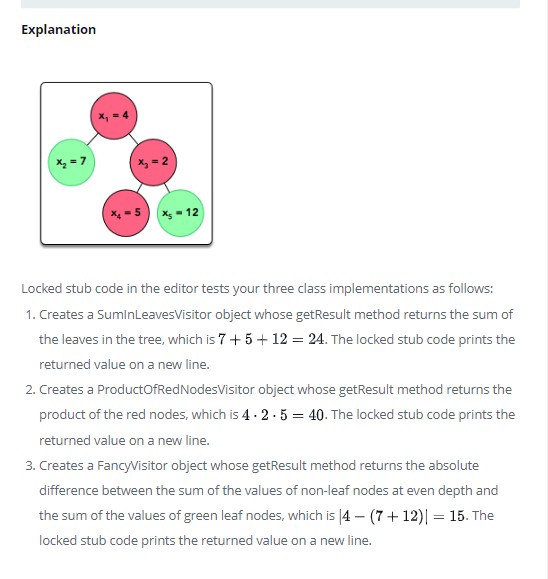 Explanation
x₁ = 4
x₂ = 7
x₃ = 2
x₄ = 5
x₅ = 12
Locked stub code in the editor tests your three class implementations as follows:
1. Creates a SumInLeavesVisitor object whose getResult method returns the sum of
the leaves in the tree, which is 7 + 5 + 12 = 24. The locked stub code prints the
returned value on a new line.
2. Creates a ProductOfRedNodesVisitor object whose getResult method returns the
product of the red nodes, which is 4 · 2 · 5 = 40. The locked stub code prints the
returned value on a new line.
3. Creates a FancyVisitor object whose getResult method returns the absolute
difference between the sum of the values of non-leaf nodes at even depth and
the sum of the values of green leaf nodes, which is |4 − (7 + 12)| = 15. The
locked stub code prints the returned value on a new line.